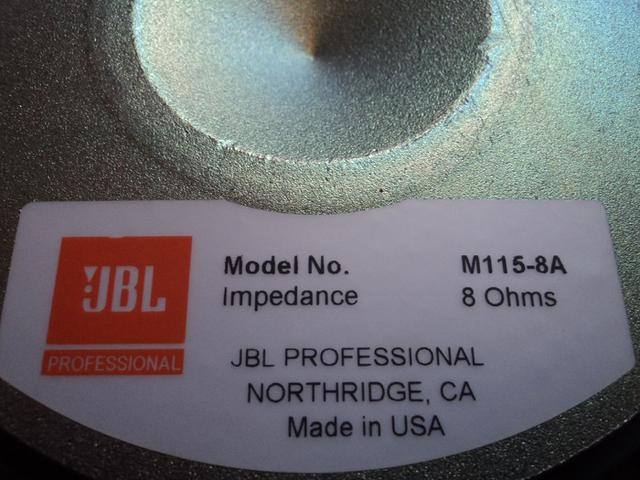 JBL
PROFESSIONAL
Model No. M115-8A
Impedance 8 Ohms
JBL PROFESSIONAL
NORTHRIDGE, CA
Made in USA